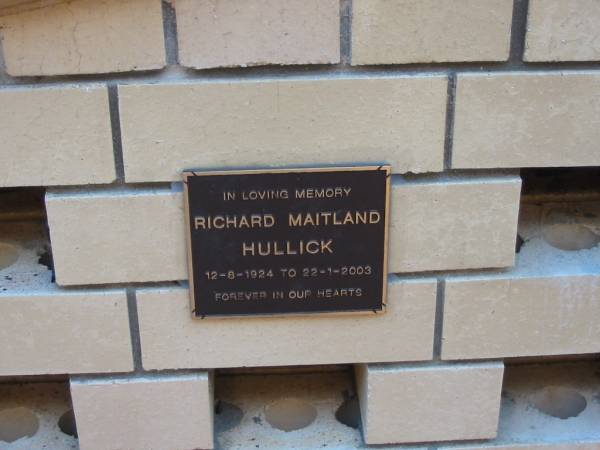 IN LOVING MEMORY
RICHARD MAITLAND
HULLICK
12-8-1924 TO 22-1-2003
FOREVER IN OUR HEARTS